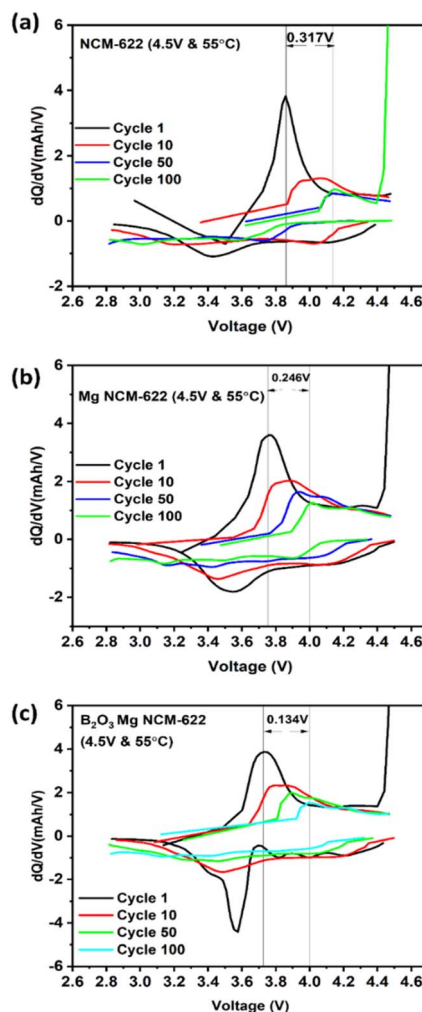 (a)
NCM-622 (4.5V & 55°C)
0.317V
Cycle 1
Cycle 10
Cycle 50
Cycle 100
dQ/dV(mAh/V)
6
4
2
0
-2
2.6 2.8 3.0 3.2 3.4 3.6 3.8 4.0 4.2 4.4 4.6
Voltage (V)
(b)
Mg NCM-622 (4.5V & 55°C)
0.246V
Cycle 1
Cycle 10
Cycle 50
Cycle 100
dQ/dV(mAh/V)
6
4
2
0
-2
2.6 2.8 3.0 3.2 3.4 3.6 3.8 4.0 4.2 4.4 4.6
Voltage (V)
(c)
B₂O₃ Mg NCM-622
(4.5V & 55°C)
0.134V
Cycle 1
Cycle 10
Cycle 50
Cycle 100
dQ/dV(mAh/V)
6
4
2
0
-2
-4
-6
2.6 2.8 3.0 3.2 3.4 3.6 3.8 4.0 4.2 4.4 4.6
Voltage (V)